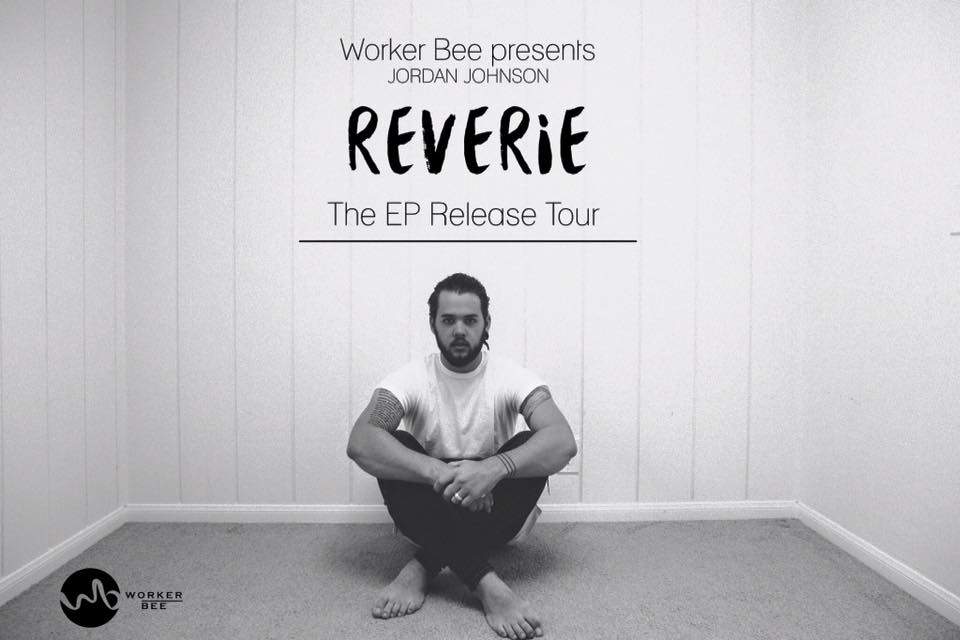 Worker Bee presents
JORDAN JOHNSON
REVERiE
The EP Release Tour
WORKER
BEE